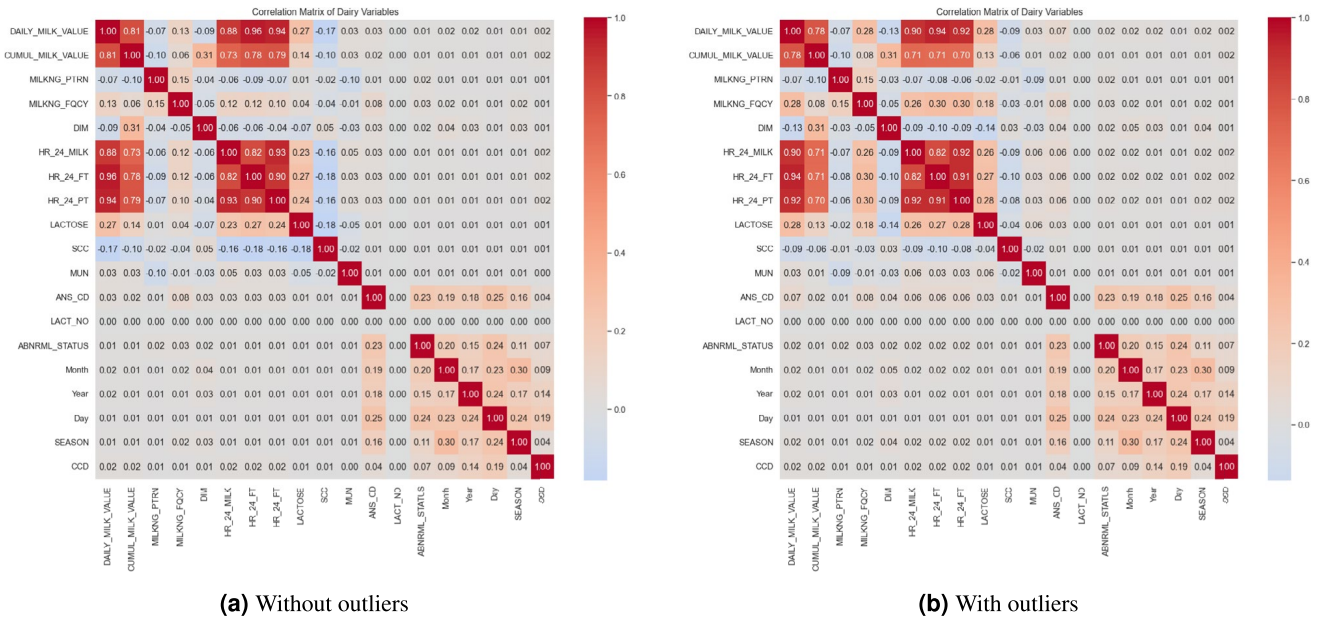 Correlation Matrix of Dairy Variables
DAILY_MILK_VALUE 1.00 0.81 -0.07 0.13 -0.09 0.88 0.96 0.94 0.27 -0.17 0.03 0.03 0.00 0.01 0.02 0.02 0.01 0.01 002
CUMUL_MILK_VALUE 0.81 1.00 -0.10 0.06 0.31 0.73 0.78 0.79 0.14 -0.10 0.03 0.02 0.00 0.01 0.01 0.01 0.01 0.01 002
MILKNG_PTRN -0.07 -0.10 1.00 0.15 -0.04 -0.06 -0.09 -0.07 0.01 -0.02 -0.10 0.01 0.00 0.02 0.01 0.01 0.01 0.01 001
MILKNG_FQCY 0.13 0.06 0.15 1.00 -0.05 0.12 0.12 0.10 0.04 -0.04 -0.01 0.08 0.00 0.03 0.02 0.01 0.01 0.02 001
DIM -0.09 0.31 -0.04 -0.05 1.00 -0.06 -0.06 -0.04 -0.07 0.05 -0.03 0.03 0.00 0.02 0.04 0.03 0.01 0.03 001
HR_24_MILK 0.88 0.73 -0.06 0.12 -0.06 1.00 0.82 0.93 0.23 -0.16 0.05 0.03 0.00 0.01 0.01 0.01 0.01 0.01 002
HR_24_FT 0.96 0.78 -0.09 0.12 -0.06 0.82 1.00 0.90 0.27 -0.18 0.03 0.03 0.00 0.01 0.01 0.01 0.01 0.01 002
HR_24_PT 0.94 0.79 -0.07 0.10 -0.04 0.93 0.90 1.00 0.24 -0.16 0.03 0.03 0.00 0.01 0.01 0.01 0.01 0.01 002
LACTOSE 0.27 0.14 0.01 0.04 -0.07 0.23 0.27 0.24 1.00 -0.18 -0.05 0.01 0.00 0.01 0.01 0.01 0.01 0.01 001
SCC -0.17 -0.10 -0.02 -0.04 0.05 -0.16 -0.18 -0.16 -0.18 1.00 -0.02 0.01 0.00 0.01 0.01 0.01 0.01 0.01 001
MUN 0.03 0.03 -0.10 -0.01 -0.03 0.05 0.03 0.03 -0.05 -0.02 1.00 0.01 0.00 0.01 0.01 0.01 0.01 0.01 000
ANS_CD 0.03 0.02 0.01 0.08 0.03 0.03 0.03 0.03 0.01 0.01 0.01 1.00 0.00 0.23 0.19 0.18 0.25 0.16 004
LACT_NO 0.00 0.00 0.00 0.00 0.00 0.00 0.00 0.00 0.00 0.00 0.00 0.00 0.00 0.00 0.00 0.00 0.00 0.00 000
ABNRML_STATUS 0.01 0.01 0.02 0.03 0.02 0.01 0.01 0.01 0.01 0.01 0.01 0.23 0.00 1.00 0.20 0.15 0.24 0.11 007
Month 0.02 0.01 0.01 0.02 0.04 0.01 0.01 0.01 0.01 0.01 0.01 0.19 0.00 0.20 1.00 0.17 0.23 0.30 009
Year 0.02 0.01 0.01 0.01 0.03 0.01 0.01 0.01 0.01 0.01 0.01 0.18 0.00 0.15 0.17 1.00 0.24 0.17 014
Day 0.01 0.01 0.01 0.01 0.01 0.01 0.01 0.01 0.01 0.01 0.01 0.25 0.00 0.24 0.23 0.24 1.00 0.24 019
SEASON 0.01 0.01 0.01 0.02 0.03 0.01 0.01 0.01 0.01 0.01 0.01 0.16 0.00 0.11 0.30 0.17 0.24 1.00 004
CCD 0.02 0.02 0.01 0.01 0.01 0.02 0.02 0.02 0.01 0.01 0.00 0.04 0.00 0.07 0.09 0.14 0.19 0.04 1.00
DAILY_MILK_VALUE CUMUL_MILK_VALUE MILKNG_PTRN MILKNG_FQCY DIM HR_24_MILK HR_24_FT HR_24_PT LACTOSE SCC MUN ANS_CD LACT_NO ABNRML_STATUS Month Year Day SEASON
1.0
0.8
0.6
0.4
0.2
0.0
(a) Without outliers
Correlation Matrix of Dairy Variables
DAILY_MILK_VALUE 1.00 0.78 -0.07 0.28 -0.13 0.90 0.94 0.92 0.28 -0.09 0.03 0.07 0.00 0.02 0.02 0.02 0.01 0.02 002
CUMUL_MILK_VALUE 0.78 1.00 -0.10 0.08 0.31 0.71 0.71 0.70 0.13 -0.06 0.01 0.02 0.00 0.01 0.01 0.01 0.01 0.01 002
MILKNG_PTRN -0.07 -0.10 1.00 0.15 -0.03 -0.07 -0.08 -0.06 -0.02 -0.01 -0.09 0.01 0.00 0.02 0.01 0.01 0.01 0.01 001
MILKNG_FQCY 0.28 0.08 0.15 1.00 -0.05 0.26 0.30 0.30 0.18 -0.03 -0.01 0.08 0.00 0.03 0.02 0.01 0.01 0.02 001
DIM -0.13 0.31 -0.03 -0.05 1.00 -0.09 -0.10 -0.09 -0.14 0.03 -0.03 0.04 0.00 0.02 0.05 0.03 0.01 0.04 001
HR_24_MILK 0.90 0.71 -0.07 0.26 -0.09 1.00 0.82 0.92 0.26 -0.09 0.06 0.06 0.00 0.01 0.01 0.01 0.01 0.01 002
HR_24_FT 0.94 0.71 -0.08 0.30 -0.10 0.82 1.00 0.91 0.27 -0.10 0.03 0.06 0.00 0.02 0.02 0.01 0.01 0.02 002
HR_24_PT 0.92 0.70 -0.06 0.30 -0.09 0.92 0.91 1.00 0.28 -0.08 0.03 0.06 0.00 0.02 0.02 0.01 0.01 0.02 002
LACTOSE 0.28 0.13 -0.02 0.18 -0.14 0.26 0.27 0.28 1.00 -0.04 0.06 0.03 0.00 0.01 0.01 0.01 0.01 0.01 001
SCC -0.09 -0.06 -0.01 -0.03 0.03 -0.09 -0.10 -0.08 -0.04 1.00 -0.02 0.01 0.00 0.01 0.01 0.01 0.01 0.01 001
MUN 0.03 0.01 -0.09 -0.01 -0.03 0.06 0.03 0.03 0.06 -0.02 1.00 0.01 0.00 0.01 0.01 0.01 0.01 0.01 000
ANS_CD 0.07 0.02 0.01 0.08 0.04 0.06 0.06 0.06 0.03 0.01 0.01 1.00 0.00 0.23 0.19 0.18 0.25 0.16 004
LACT_NO 0.00 0.00 0.00 0.00 0.00 0.00 0.00 0.00 0.00 0.00 0.00 0.00 0.00 0.00 0.00 0.00 0.00 0.00 000
ABNRML_STATUS 0.02 0.01 0.02 0.03 0.02 0.01 0.02 0.02 0.01 0.01 0.01 0.23 0.00 1.00 0.20 0.15 0.24 0.11 007
Month 0.02 0.01 0.01 0.02 0.05 0.01 0.02 0.02 0.01 0.01 0.01 0.19 0.00 0.20 1.00 0.17 0.23 0.30 009
Year 0.02 0.01 0.01 0.01 0.03 0.01 0.01 0.01 0.01 0.01 0.01 0.18 0.00 0.15 0.17 1.00 0.24 0.17 014
Day 0.01 0.01 0.01 0.01 0.01 0.01 0.01 0.01 0.01 0.01 0.01 0.25 0.00 0.24 0.23 0.24 1.00 0.24 019
SEASON 0.02 0.01 0.01 0.02 0.04 0.01 0.02 0.02 0.01 0.01 0.01 0.16 0.00 0.11 0.30 0.17 0.24 1.00 004
CCD 0.02 0.02 0.01 0.01 0.01 0.02 0.02 0.02 0.01 0.01 0.00 0.04 0.00 0.07 0.09 0.14 0.19 0.04 1.00
DAILY_MILK_VALUE CUMUL_MILK_VALUE MILKNG_PTRN MILKNG_FQCY DIM HR_24_MILK HR_24_FT HR_24_PT LACTOSE SCC MUN ANS_CD LACT_NO ABNRML_STATUS Month Year Day SEASON
1.0
0.8
0.6
0.4
0.2
0.0
(b) With outliers